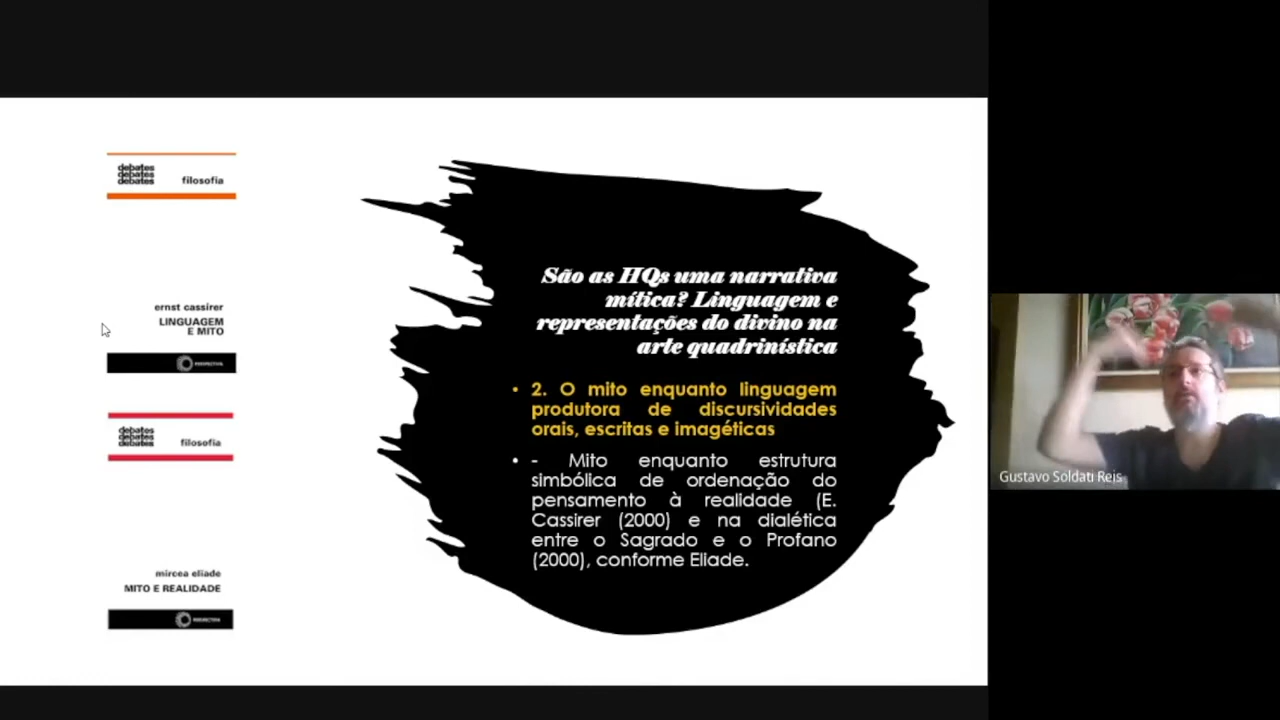 debates
debates
debates
filosofia
ernst cassirer
LINGUAGEM
E MITO
PERSPECTIVA
debates
debates
debates
filosofia
mircea eliade
MITO E REALIDADE
PERSPECTIVA
São as HQs uma narrativa
mítica? Linguagem e
representações do divino na
arte quadrinística
• 2. O mito enquanto linguagem
produtora de discursividades
orais, escritas e imagéticas
• - Mito enquanto estrutura
simbólica de ordenação do
pensamento à realidade (E.
Cassirer (2000) e na dialética
entre o Sagrado e o Profano
(2000), conforme Eliade.
Gustavo Soldati Reis